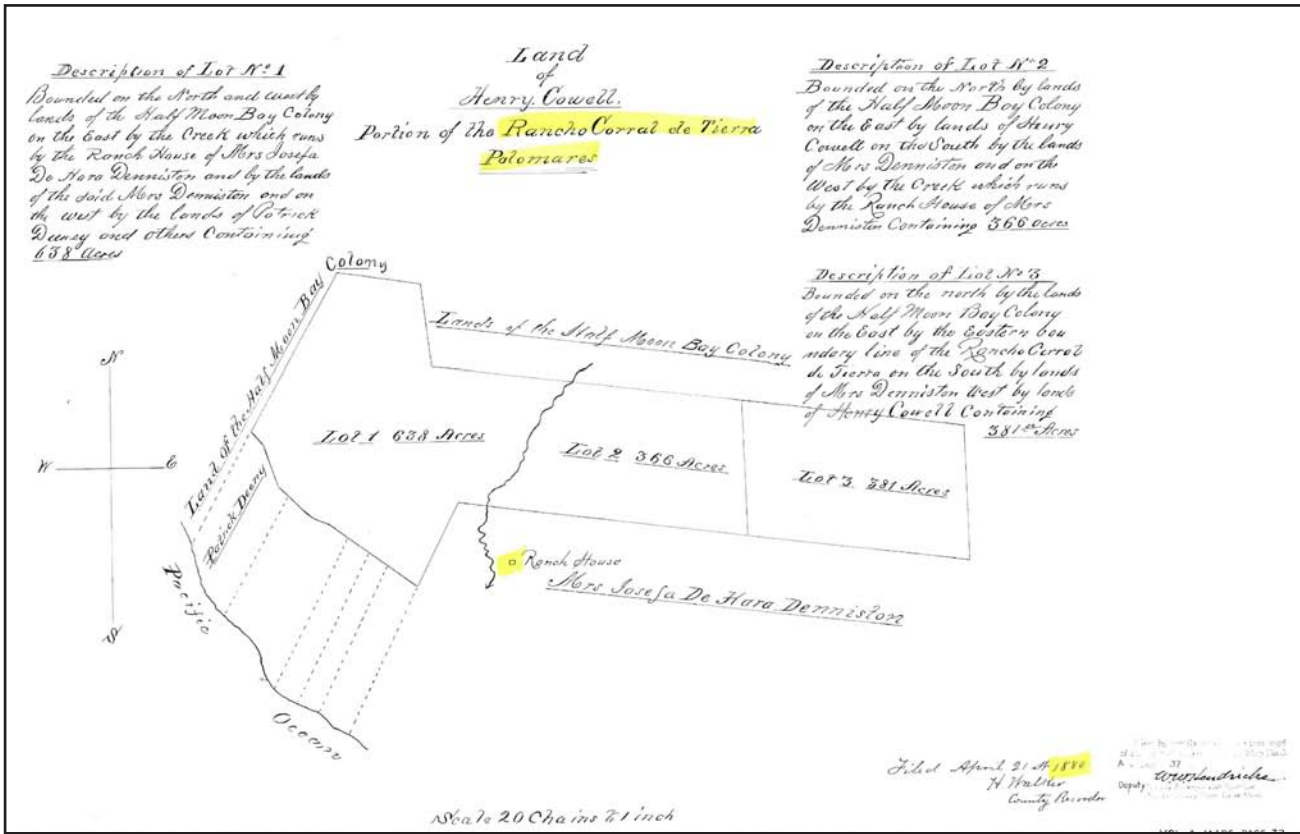 Land
of
Henry Cowell.
Portion of the Rancho Corral de Tierra
Polomares
Description of Lot Nº 1
Bounded on the North and west by
lands of the Half Moon Bay Colony
on the East by the Creek which runs
by the Ranch House of Mrs Josefa
De Hara Denniston and by the lands
of the said Mrs Denniston and on
the west by the lands of Patrick
Deeney and others Containing
638 Acres
Description of Lot Nº 2
Bounded on the North by lands
of the Half Moon Bay Colony
on the East by lands of Henry
Cowell on the South by the lands
of Mrs Denniston and on the
West by the Creek which runs
by the Ranch House of Mrs
Denniston Containing 366 acres
Description of Lot Nº 3
Bounded on the north by the lands
of the Half Moon Bay Colony
on the East by the Eastern bou
ndary line of the Rancho Corral
de Tierra on the South by lands
of Mrs Denniston West by lands
of Henry Cowell Containing
381 Acres
Land of the Half Moon Bay Colony
Lands of the Half Moon Bay Colony
N
W
E
S
Lot 1 638 Acres
Lot 2 366 Acres
Lot 3 381 Acres
Patrick Deeny
Ranch House
Mrs Josefa De Hara Denniston
Pacific
Oceano
Filed April 21st 1880
H Walker
County Recorder
Deputy WWHendricks
Scale 20 Chains to 1 inch